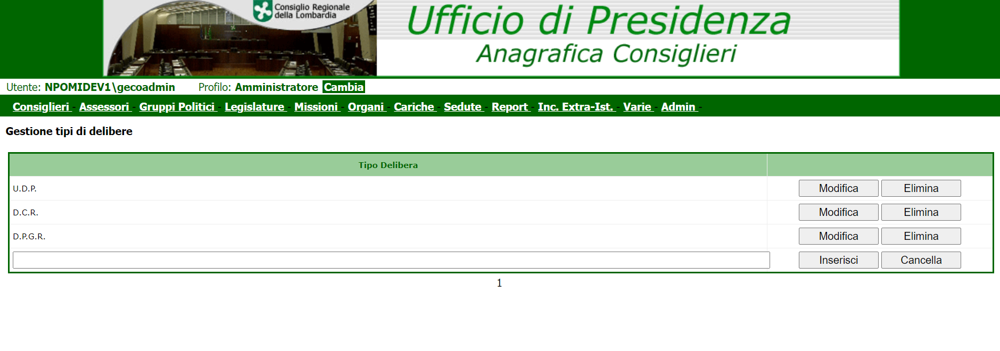 Consiglio Regionale
della Lombardia
Ufficio di Presidenza
Anagrafica Consiglieri
Utente: NPOMIDEV1\gecoadmin Profilo: Amministratore Cambia
Consiglieri - Assessori - Gruppi Politici - Legislature - Missioni - Organi - Cariche - Sedute - Report - Inc. Extra-Ist. - Varie - Admin -
Gestione tipi di delibere
Tipo Delibera
U.D.P. Modifica Elimina
D.C.R. Modifica Elimina
D.P.G.R. Modifica Elimina
Inserisci Cancella
1